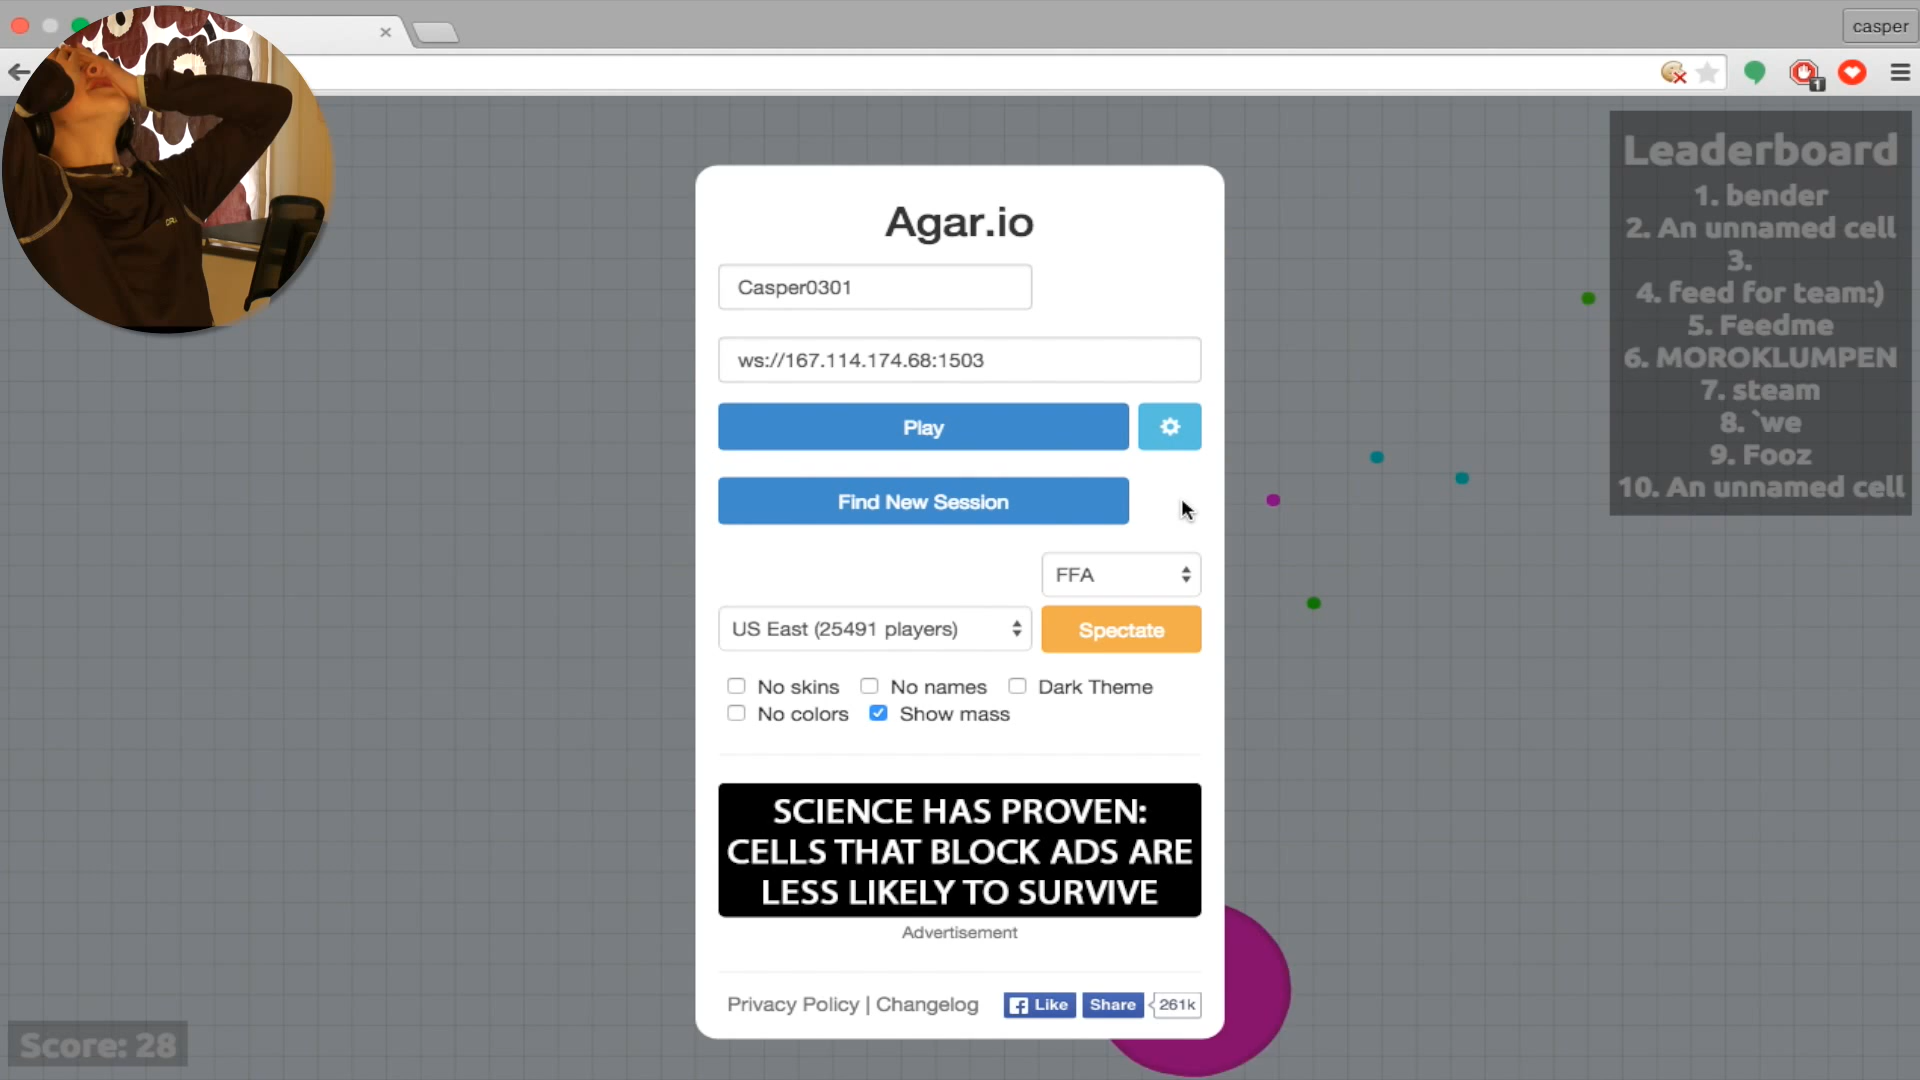 casper
1
Leaderboard
1. bender
2. An unnamed cell
3.
4. feed for team:)
5. Feedme
6. MOROKLUMPEN
7. steam
8. `we
9. Fooz
10. An unnamed cell
Agar.io
Casper0301
ws://167.114.174.68:1503
Play
Find New Session
FFA
US East (25491 players)
Spectate
No skins No names Dark Theme
No colors Show mass
SCIENCE HAS PROVEN:
CELLS THAT BLOCK ADS ARE
LESS LIKELY TO SURVIVE
Advertisement
Privacy Policy | Changelog
Like Share 261k
Score: 28